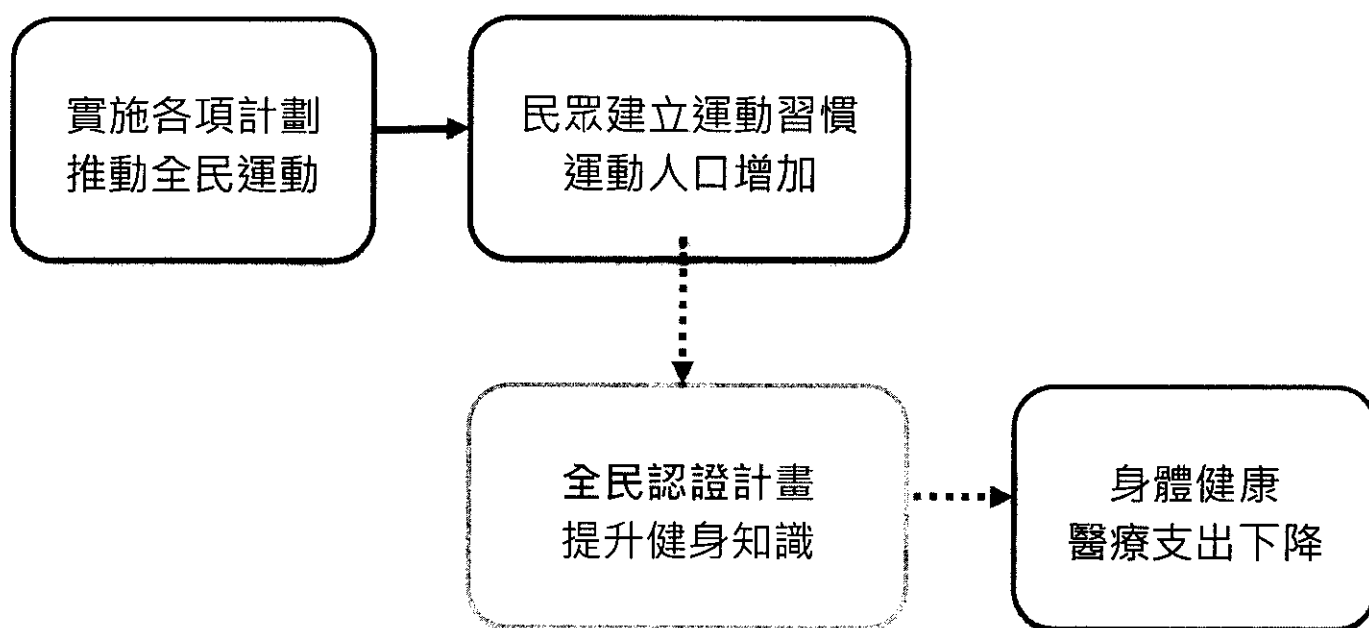 實施各項計劃
推動全民運動
民眾建立運動習慣
運動人口增加
全民認證計畫
提升健身知識
身體健康
醫療支出下降